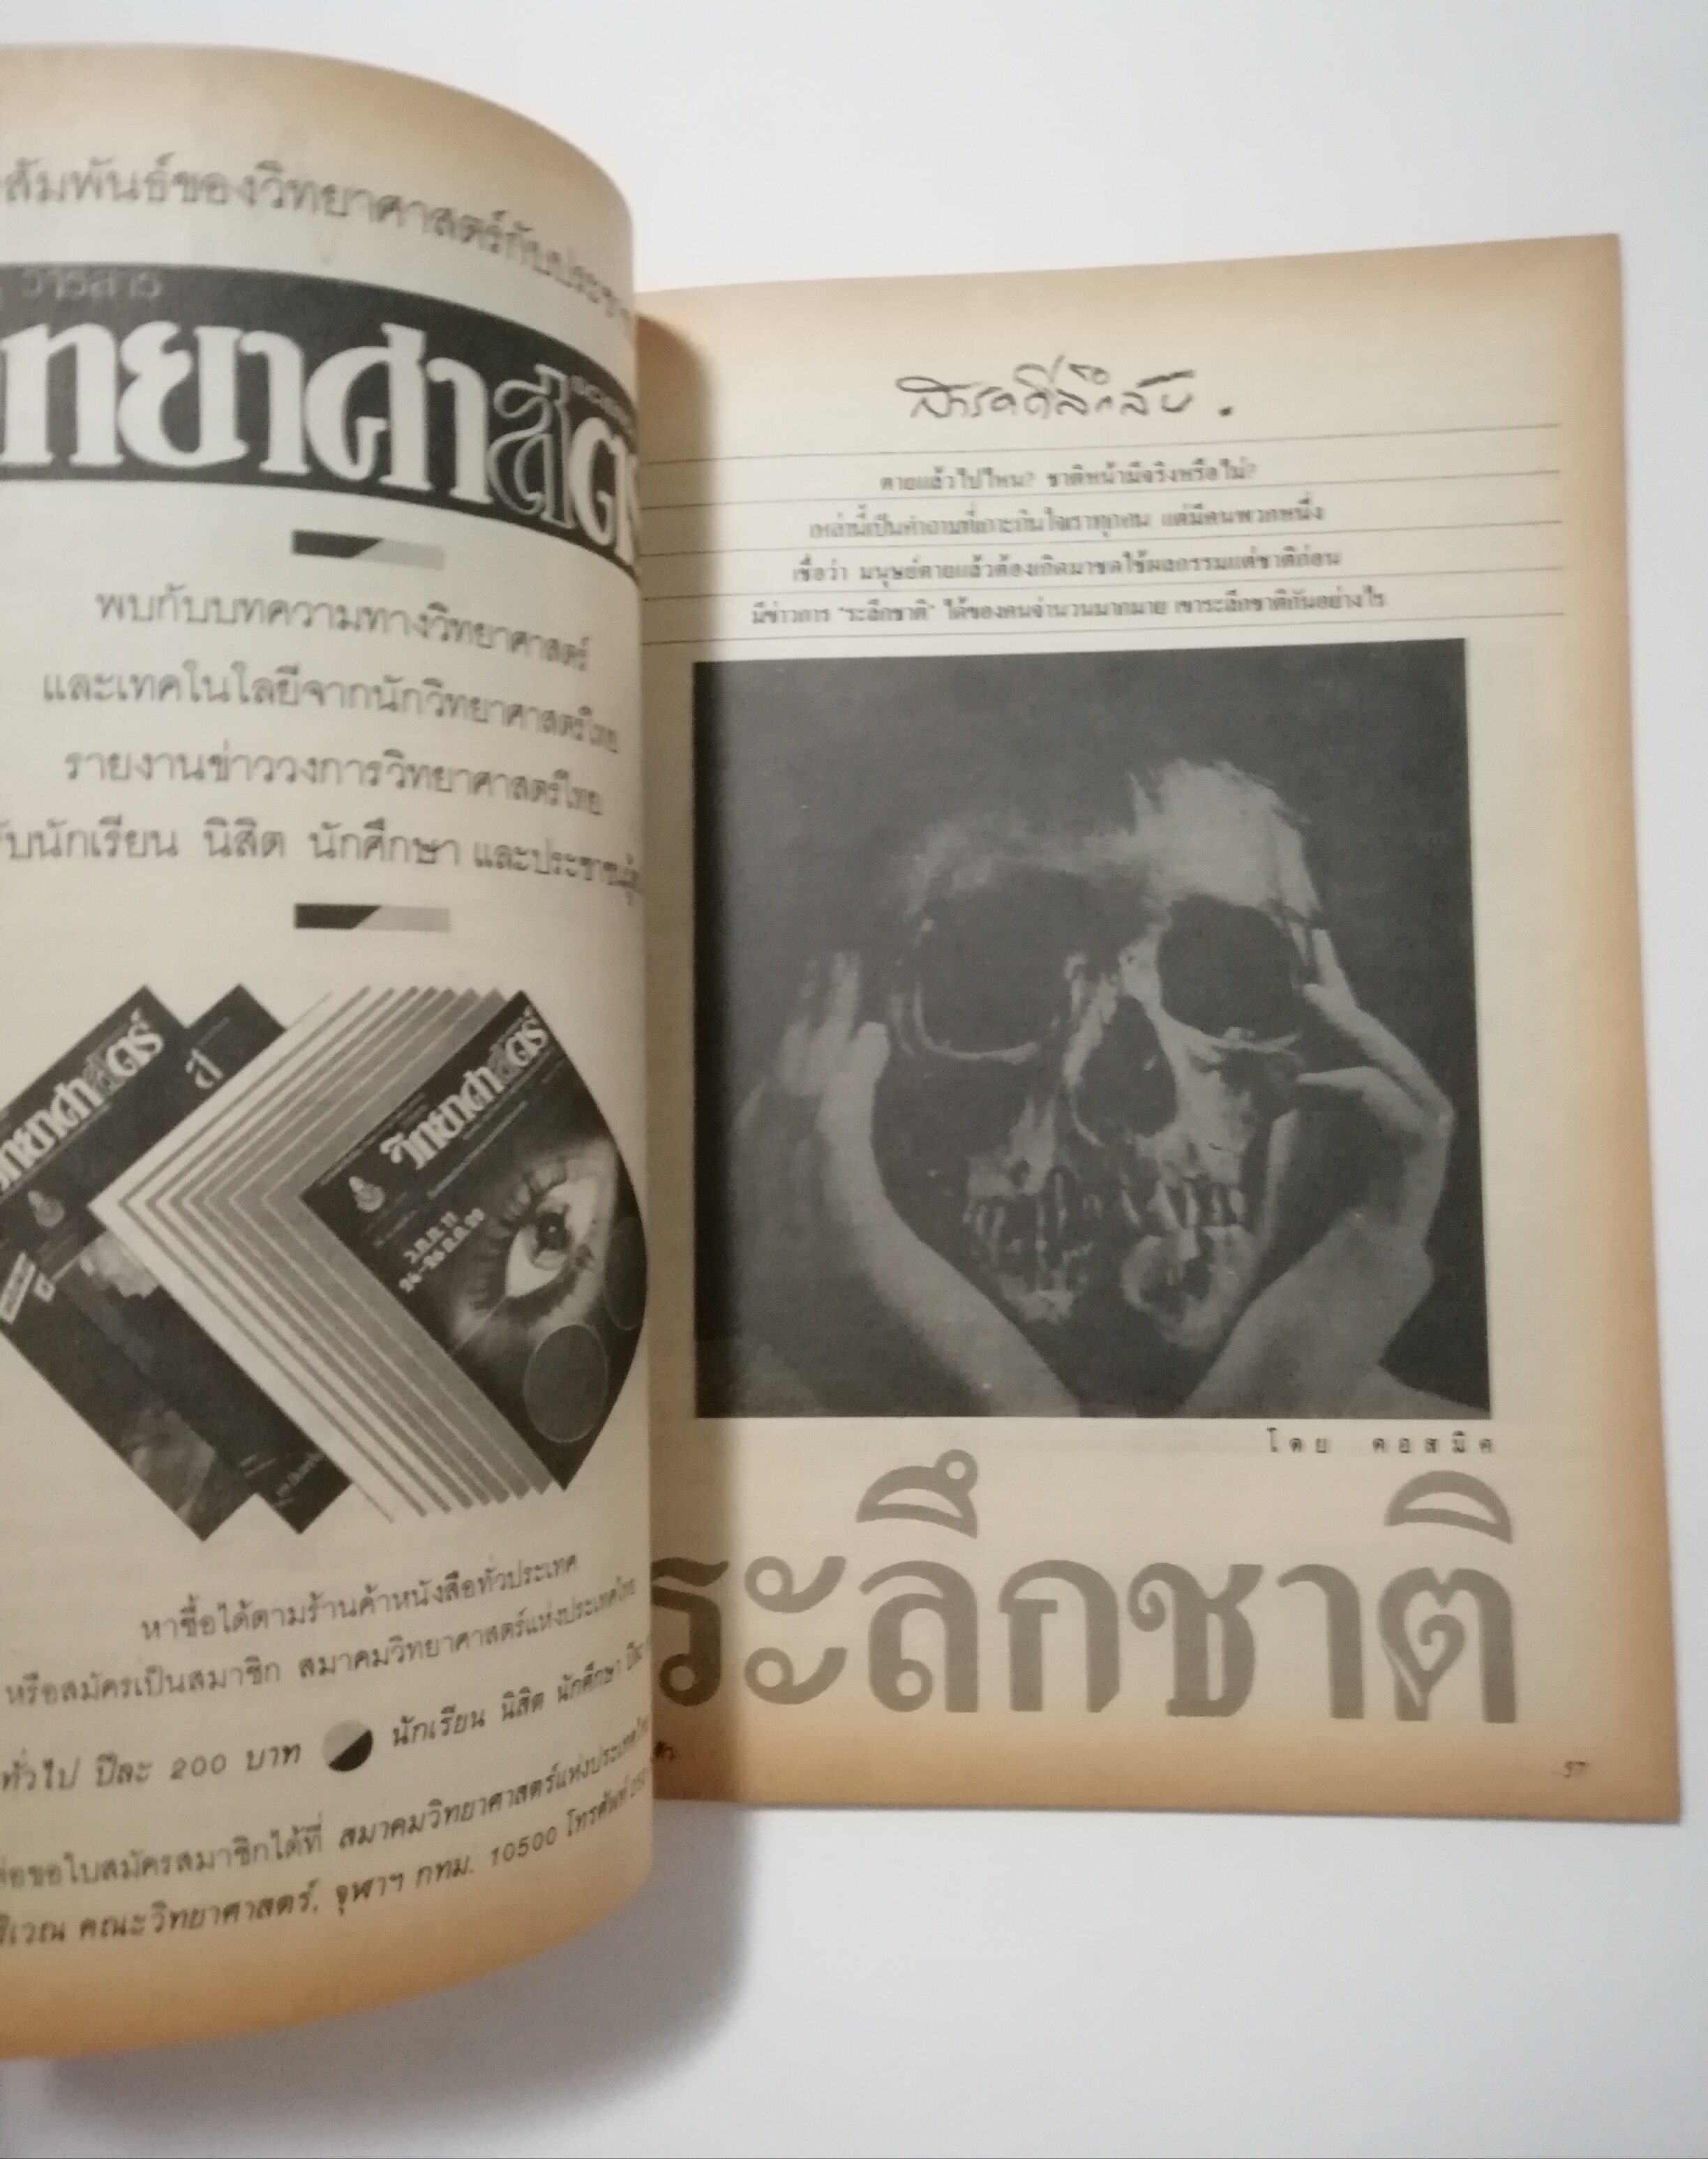 สัมพันธ์ของวิทยาศาสตร์กับประชา
วารสาร
ทยาศาสตร
พบกับบทความทางวิทยาศาสตร์
และเทคโนโลยีจากนักวิทยาศาสตร์ไทย
รายงานข่าววงการวิทยาศาสตร์ไทย
บนักเรียน นิสิต นักศึกษา และประชาชน
วิทยาศาสตร์
ว.ท.ท. 11
หาซื้อได้ตามร้านค้าหนังสือทั่วประเทศ
หรือสมัครเป็นสมาชิก สมาคมวิทยาศาสตร์แห่งประเทศไทย
ทั่วไป ปีละ 200 บาท นักเรียน นิสิต นักศึกษา ปีละ
ต่อขอใบสมัครสมาชิกได้ที่ สมาคมวิทยาศาสตร์แห่งประเทศไทย
ริเวณ คณะวิทยาศาสตร์, จุฬาฯ กทม. 10500 โทรศัพท์
สารคดีลึกลับ.
ตายแล้วไปไหน? ชาติหน้ามีจริงหรือไม่?
เหล่านี้เป็นคำถามที่เกาะกินใจเราทุกคน แต่มีคนพวกหนึ่ง
เชื่อว่า มนุษย์ตายแล้วต้องเกิดมาชดใช้ผลกรรมแต่ชาติก่อน
มีข่าวการ "ระลึกชาติ" ได้ของคนจำนวนมากมาย เขาระลึกชาติกันอย่างไร
โดย คอสมิค
ระลึกชาติ
57